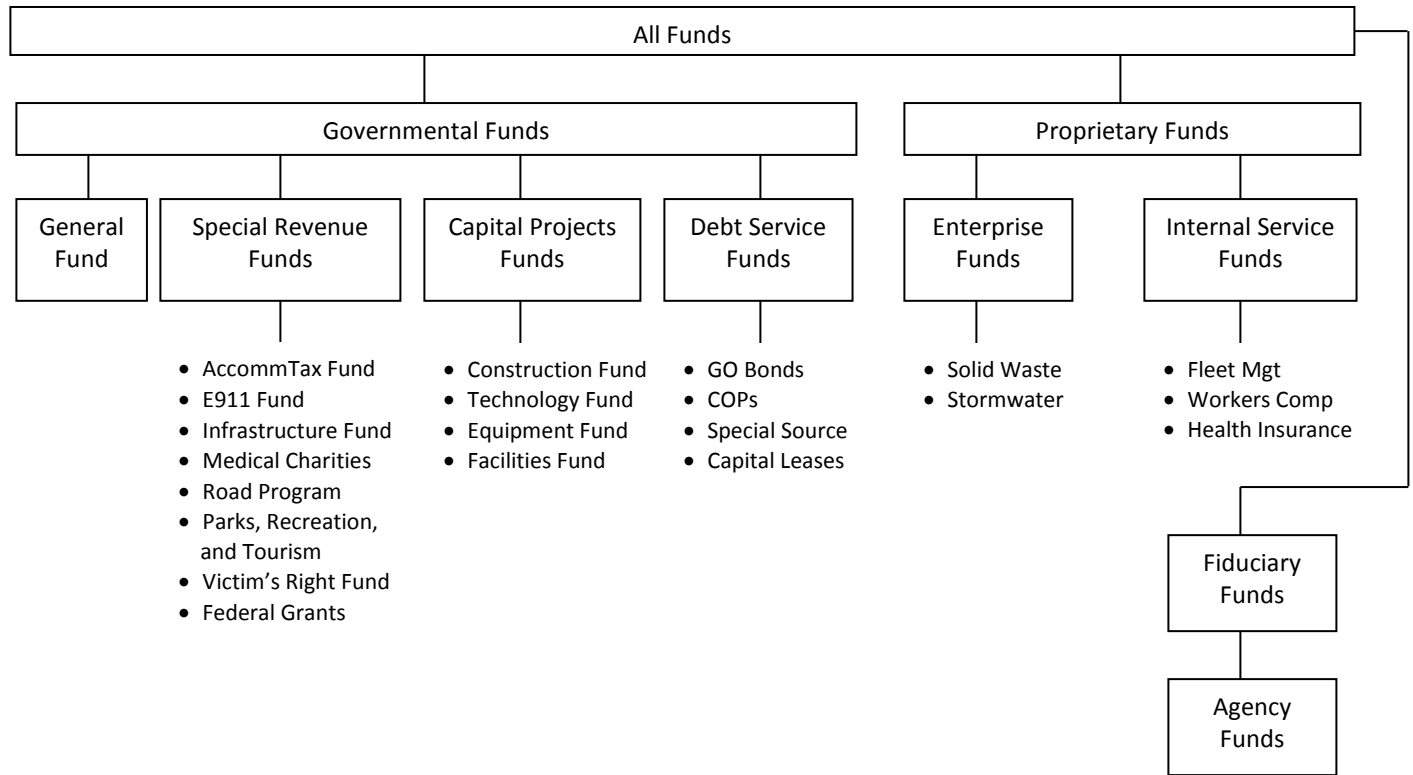 All Funds
Governmental Funds
Proprietary Funds
General
Fund
Special Revenue
Funds
Capital Projects
Funds
Debt Service
Funds
Enterprise
Funds
Internal Service
Funds
• AccommTax Fund
• E911 Fund
• Infrastructure Fund
• Medical Charities
• Road Program
• Parks, Recreation,
and Tourism
• Victim’s Right Fund
• Federal Grants
• Construction Fund
• Technology Fund
• Equipment Fund
• Facilities Fund
• GO Bonds
• COPs
• Special Source
• Capital Leases
• Solid Waste
• Stormwater
• Fleet Mgt
• Workers Comp
• Health Insurance
Fiduciary
Funds
Agency
Funds